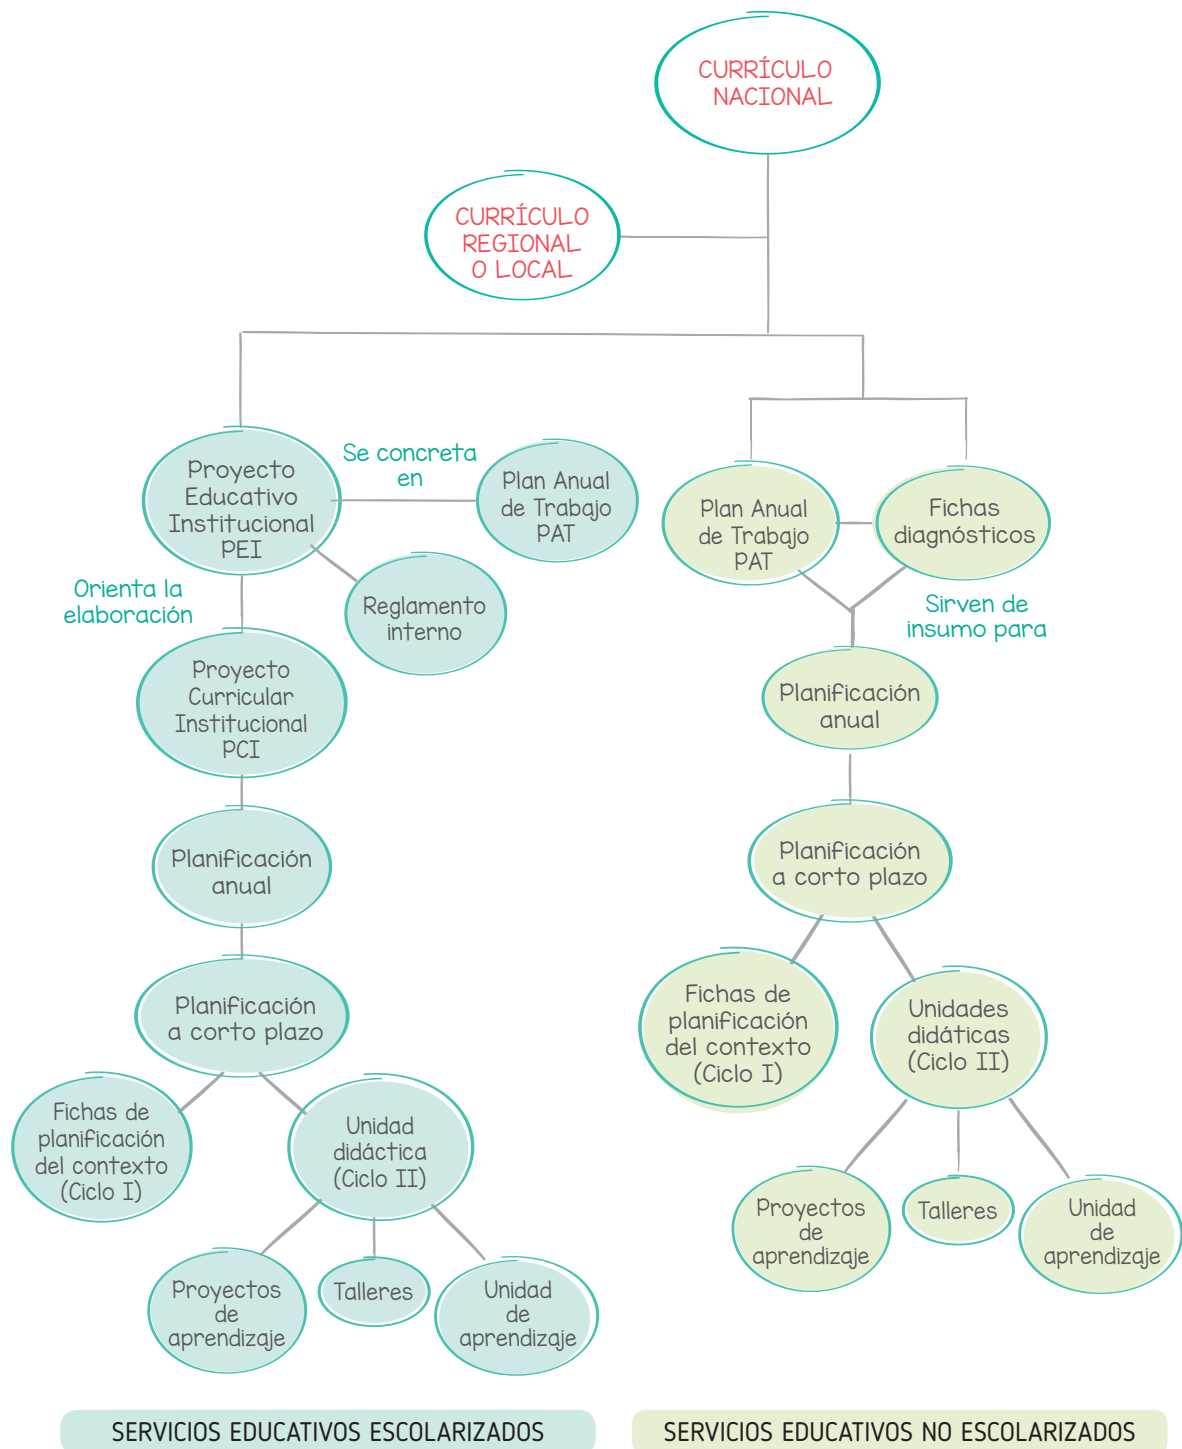 CURRÍCULO
NACIONAL
CURRÍCULO
REGIONAL
O LOCAL
Proyecto
Educativo
Institucional
PEI
Se concreta
en
Plan Anual
de Trabajo
PAT
Reglamento
interno
Orienta la
elaboración
Proyecto
Curricular
Institucional
PCI
Planificación
anual
Planificación
a corto plazo
Fichas de
planificación
del contexto
(Ciclo I)
Unidad
didáctica
(Ciclo II)
Proyectos
de
aprendizaje
Talleres
Unidad
de
aprendizaje
SERVICIOS EDUCATIVOS ESCOLARIZADOS
Plan Anual
de Trabajo
PAT
Fichas
diagnósticos
Sirven de
insumo para
Planificación
anual
Planificación
a corto plazo
Fichas de
planificación
del contexto
(Ciclo I)
Unidades
didáticas
(Ciclo II)
Proyectos
de
aprendizaje
Talleres
Unidad
de
aprendizaje
SERVICIOS EDUCATIVOS NO ESCOLARIZADOS